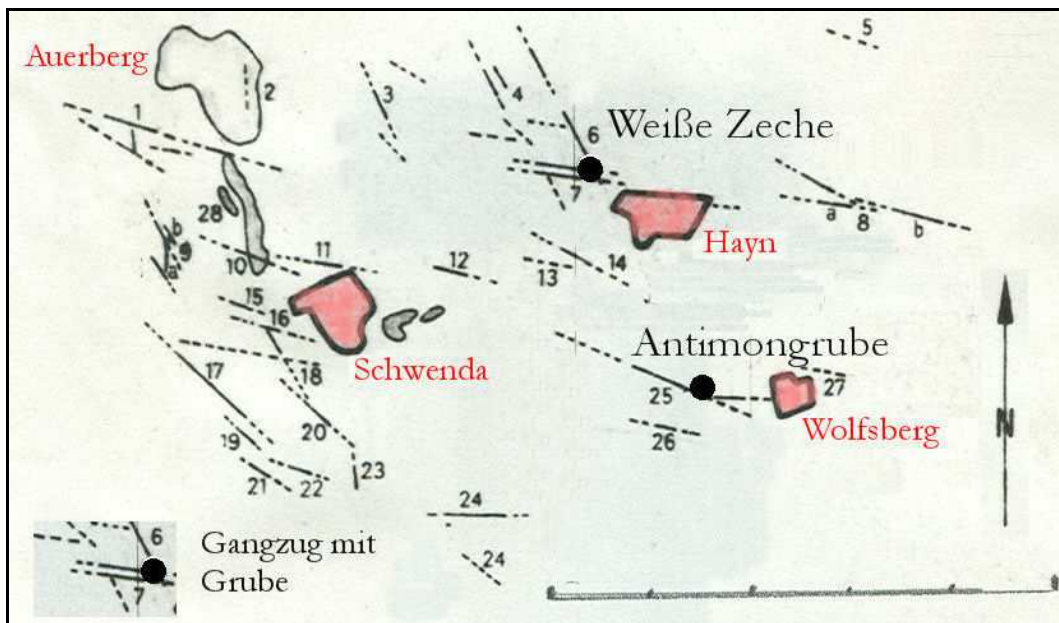 Auerberg
1
2
3
4
5
6
Weiße Zeche
7
a
8
b
Hayn
28
b
9
a
10
11
12
13
14
15
16
Schwenda
17
18
19
20
21
22
23
Antimongrube
25
26
27
Wolfsberg
24
24
N
6
7
Gangzug mit
Grube